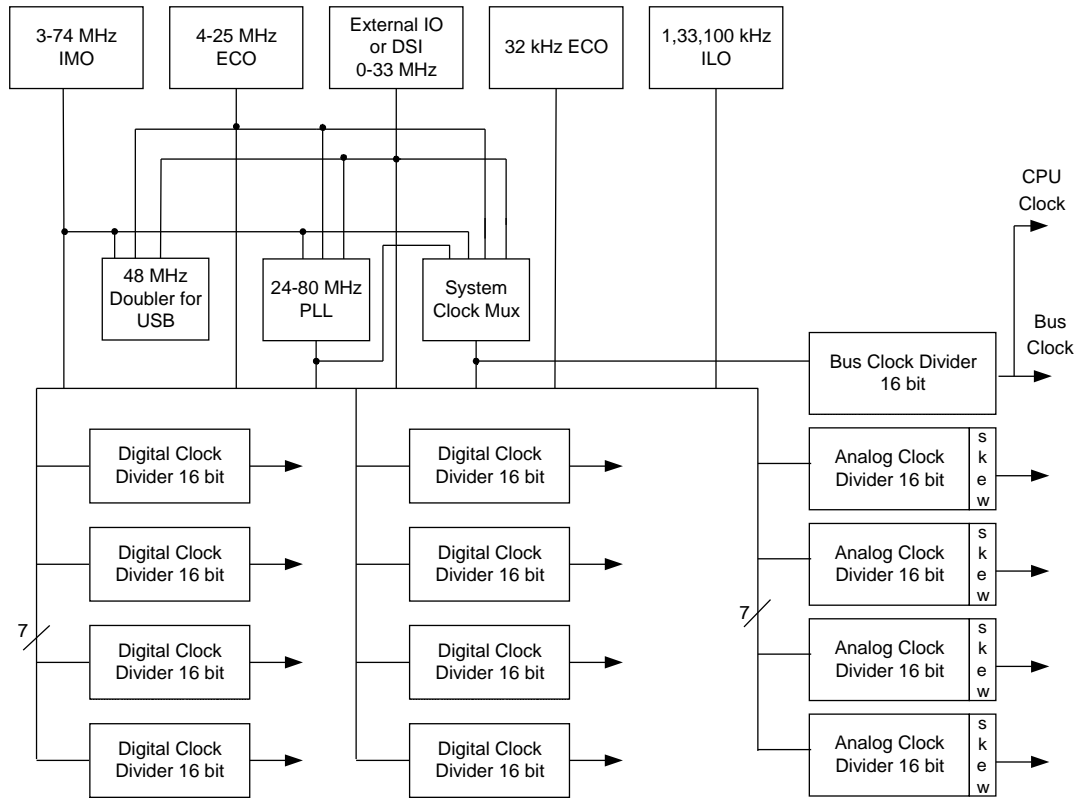 3-74 MHz
IMO
4-25 MHz
ECO
External IO
or DSI
0-33 MHz
32 kHz ECO
1,33,100 kHz
ILO
CPU
Clock
48 MHz
Doubler for
USB
24-80 MHz
PLL
System
Clock Mux
Bus
Clock
Bus Clock Divider
16 bit
Digital Clock
Divider 16 bit
Digital Clock
Divider 16 bit
Analog Clock
Divider 16 bit
s
k
e
w
Digital Clock
Divider 16 bit
Digital Clock
Divider 16 bit
Analog Clock
Divider 16 bit
s
k
e
w
7
7
Digital Clock
Divider 16 bit
Digital Clock
Divider 16 bit
Analog Clock
Divider 16 bit
s
k
e
w
Digital Clock
Divider 16 bit
Digital Clock
Divider 16 bit
Analog Clock
Divider 16 bit
s
k
e
w